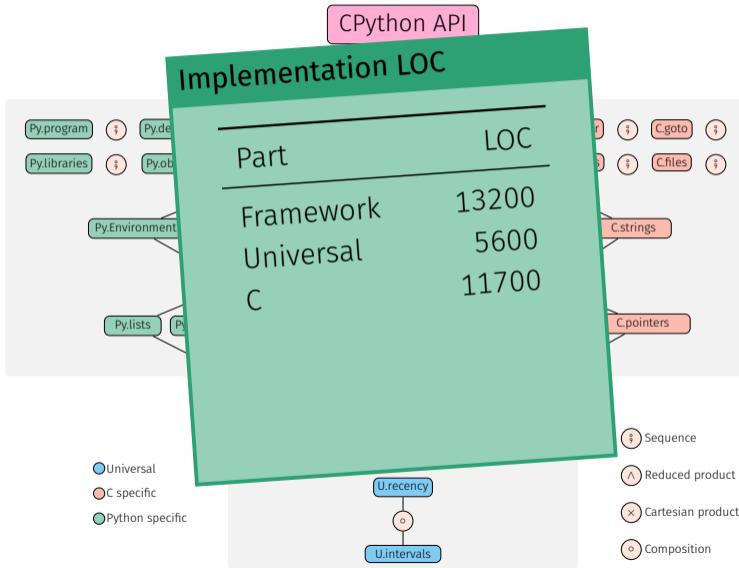 CPython API
Implementation LOC
Part LOC
Framework 13200
Universal 5600
C 11700
Py.program ; C.goto ;
Py.libraries ; C.files ;
Py.Environment C.strings
Py.lists C.pointers
Universal
C specific
Python specific
U.recency
U.intervals
; Sequence
∧ Reduced product
× Cartesian product
∘ Composition